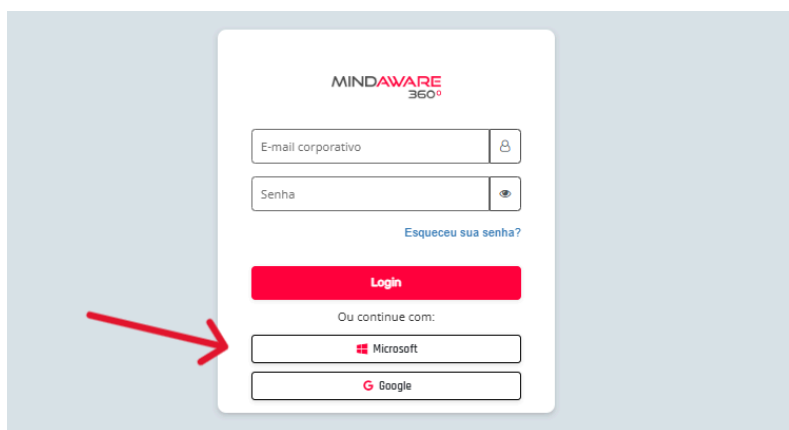 MINDAWARE
360°
E-mail corporativo
Senha
Esqueceu sua senha?
Login
Ou continue com:
Microsoft
Google